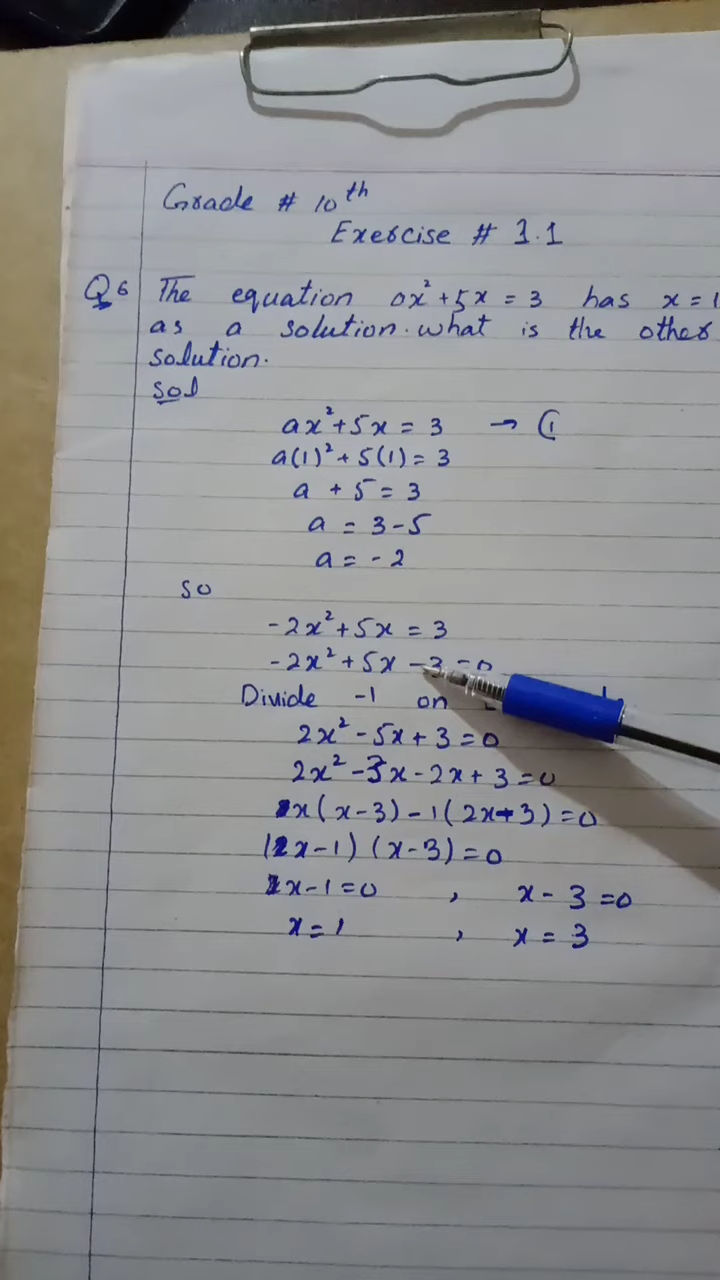 Grade # 10th
Exercise # 1.1
Q6 The equation ax²+5x = 3 has x = 1
as a solution. what is the other
solution.
Sol
ax²+5x = 3 → (1
a(1)² + 5(1) = 3
a + 5 = 3
a = 3-5
a = -2
so
-2x²+5x = 3
-2x²+5x -3 = 0
Divide -1 on
2x² -5x + 3 = 0
2x² -3x - 2x + 3 = 0
x(x-3) -1(2x+3) = 0
(x-1) (x-3) = 0
x-1 = 0 , x- 3 = 0
x = 1 , x = 3